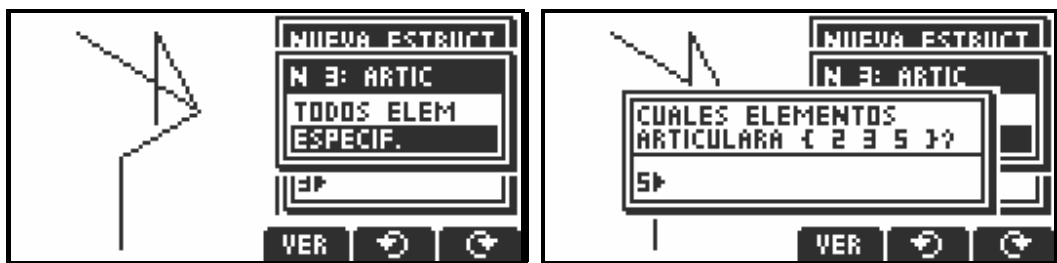 NUEVA ESTRUCT
N 3: ARTIC
TODOS ELEM
ESPECIF.
3
VER
NUEVA ESTRUCT
N 3: ARTIC
CUALES ELEMENTOS
ARTICULARA { 2 3 5 }?
5
VER